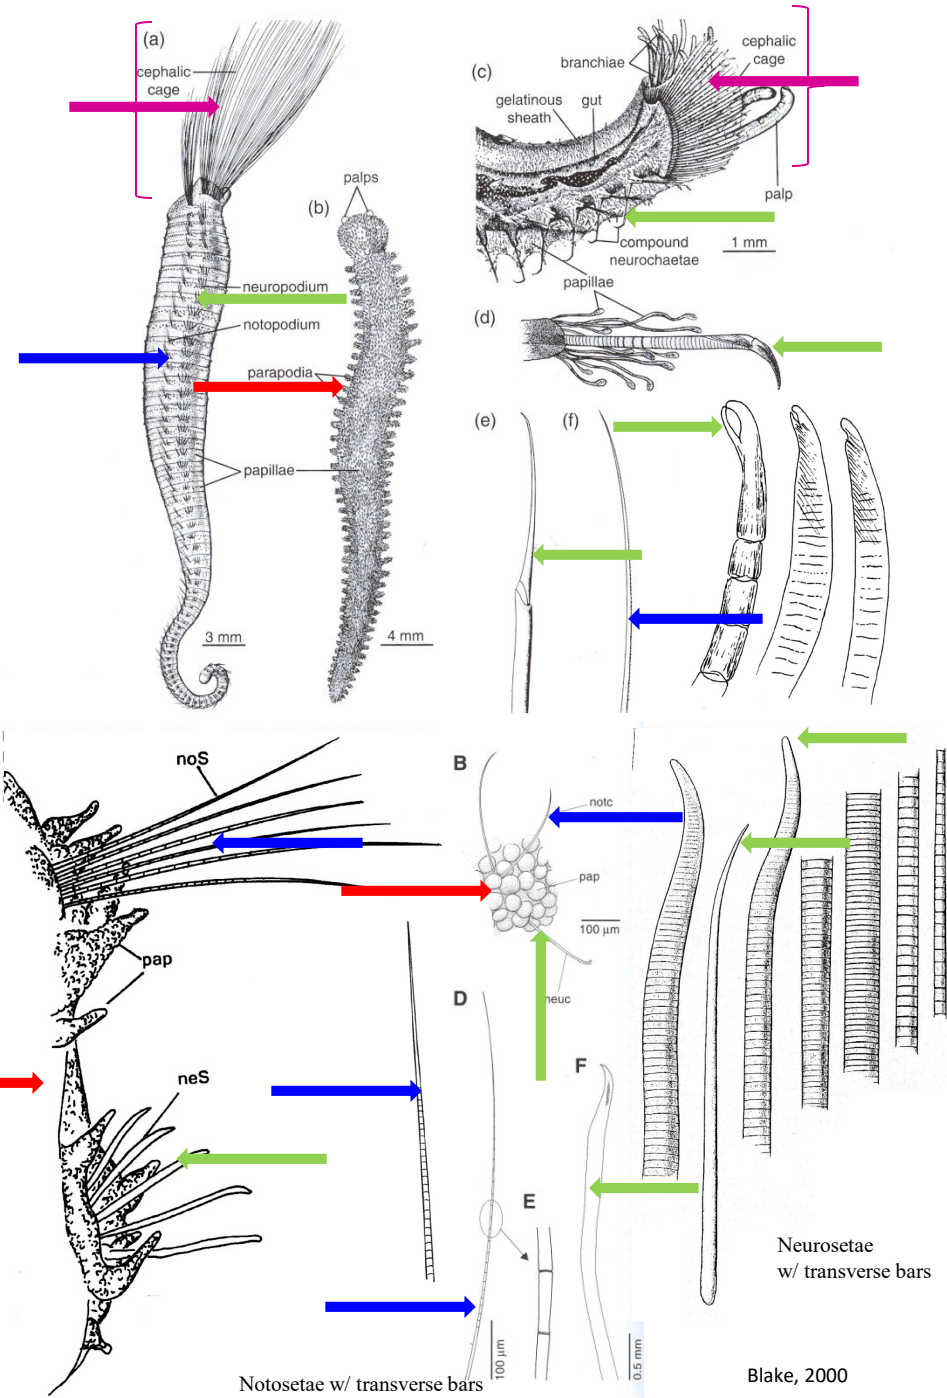 (a)
cephalic
cage
neuropodium
notopodium
parapodia
papillae
3 mm
(b)
palps
4 mm
(c)
branchiae
cephalic
cage
gelatinous
sheath
gut
palp
compound
neurochaetae
1 mm
papillae
(d)
(e)
(f)
noS
pap
neS
B
notc
pap
100 µm
neuc
D
E
F
100 µm
0.5 mm
Neurosetae
w/ transverse bars
Notosetae w/ transverse bars
Blake, 2000